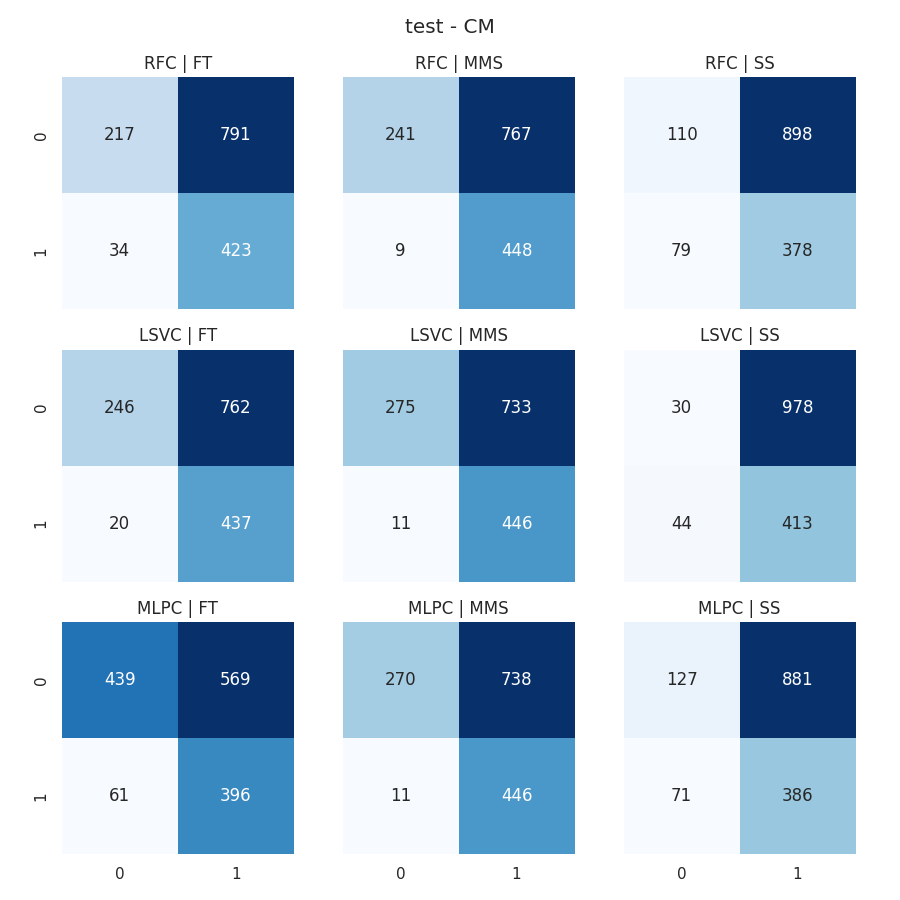 test - CM
RFC | FT RFC | MMS RFC | SS
0 217 791 241 767 110 898
1 34 423 9 448 79 378
LSVC | FT LSVC | MMS LSVC | SS
0 246 762 275 733 30 978
1 20 437 11 446 44 413
MLPC | FT MLPC | MMS MLPC | SS
0 439 569 270 738 127 881
1 61 396 11 446 71 386
0 1 0 1 0 1